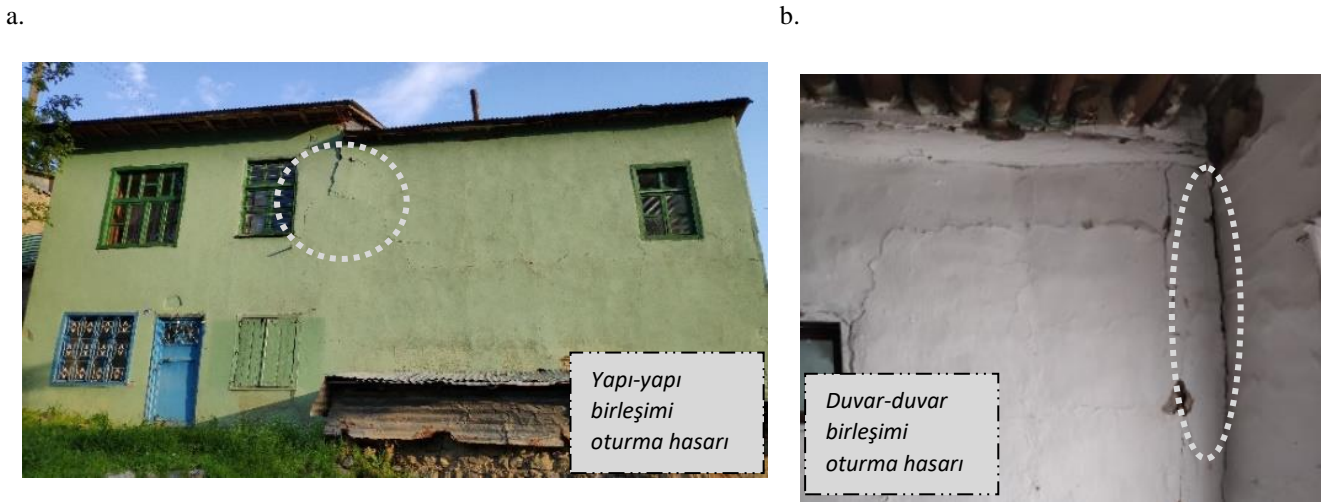 a.
b.
Yapı-yapı
birleşimi
oturma hasarı
Duvar-duvar
birleşimi
oturma hasarı